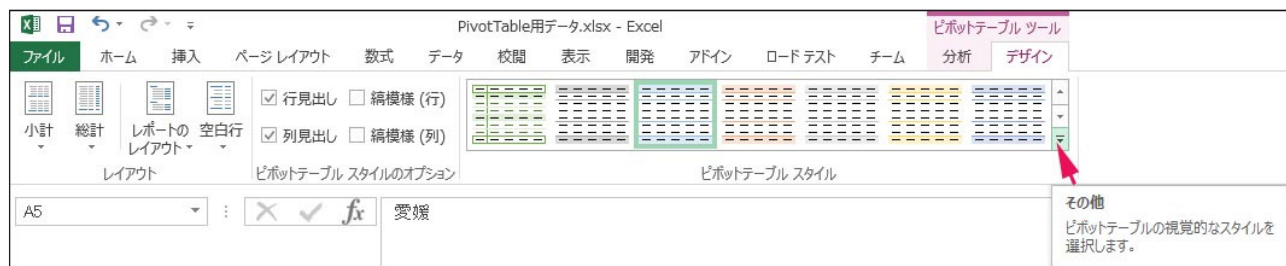 PivotTable用データ.xlsx - Excel
ピボットテーブル ツール
ファイル ホーム 挿入 ページ レイアウト 数式 データ 校閲 表示 開発 アドイン ロード テスト チーム 分析 デザイン
小計 総計 レポートの レイアウト 空白行
行見出し 縞模様 (行)
列見出し 縞模様 (列)
レイアウト ピボットテーブル スタイルのオプション ピボットテーブル スタイル
A5 fx 愛媛
その他
ピボットテーブルの視覚的なスタイルを
選択します。